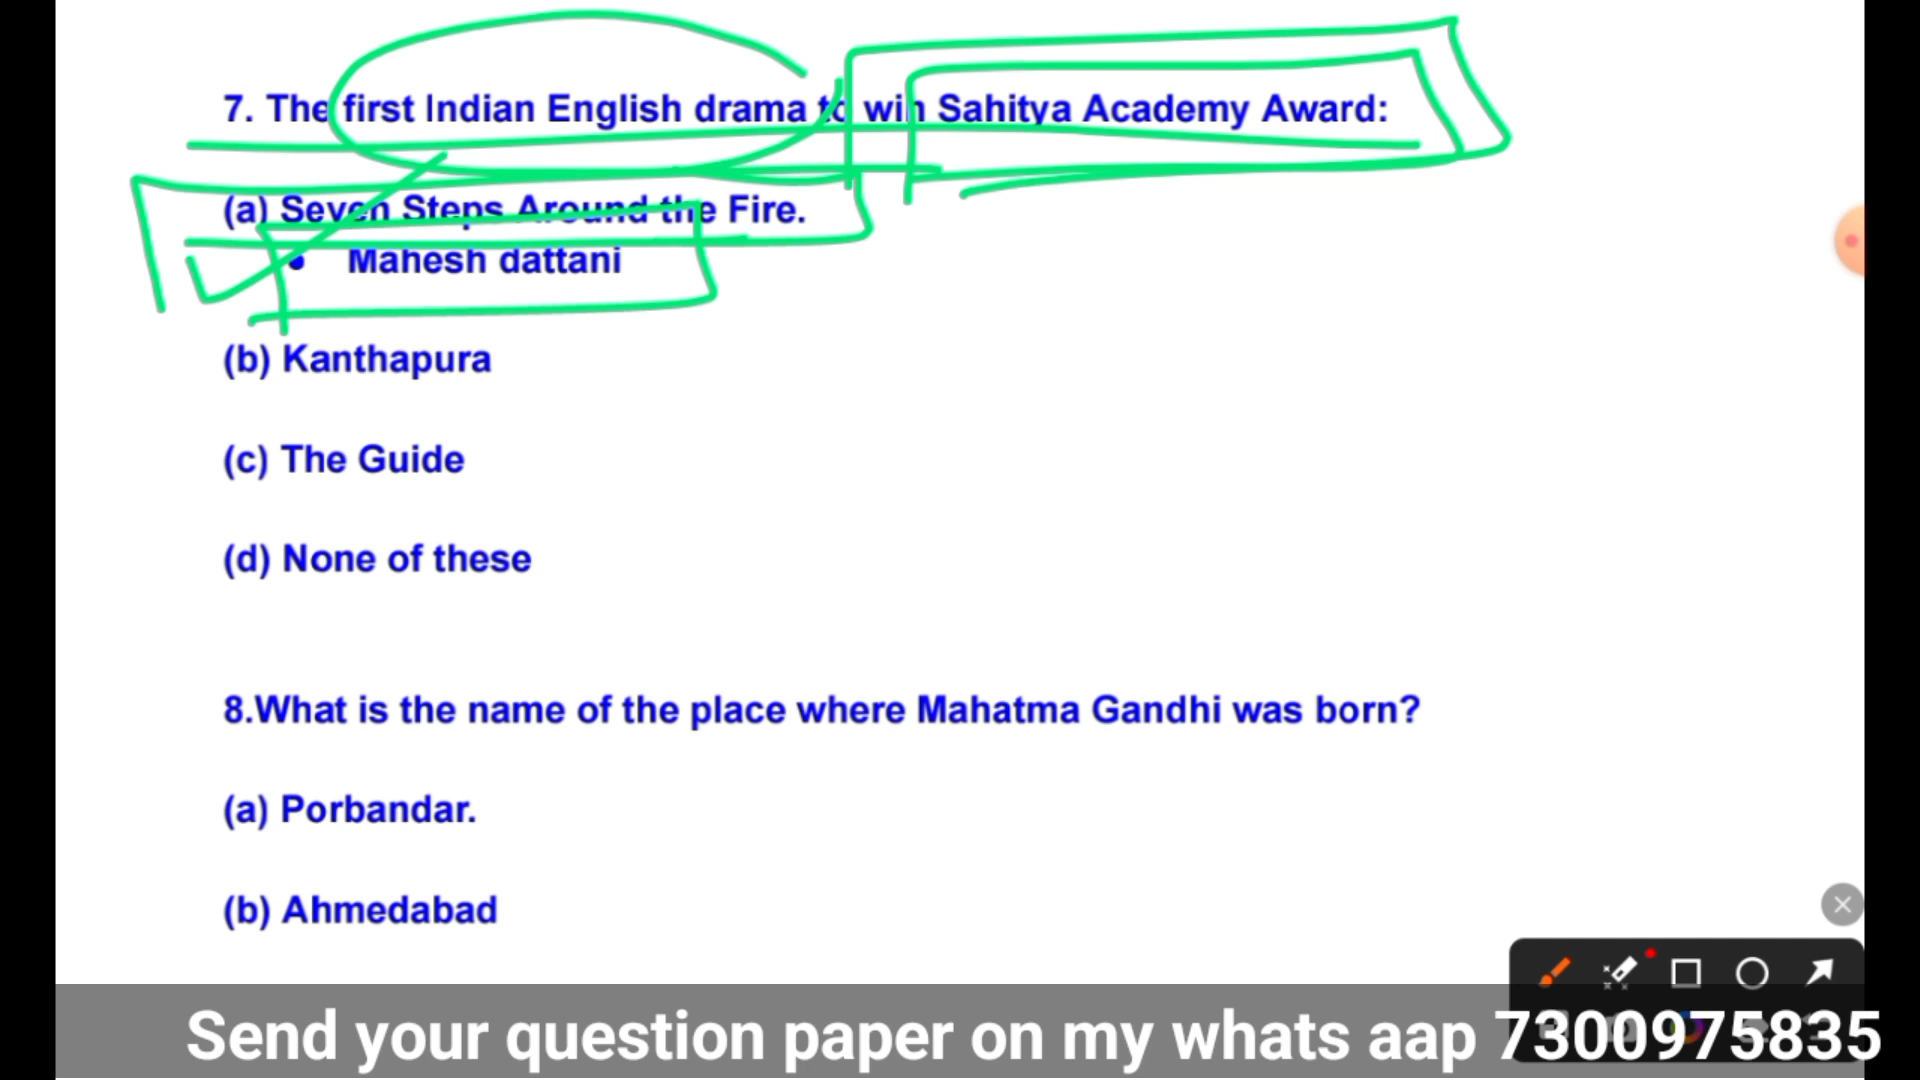 7. The first Indian English drama to win Sahitya Academy Award:
(a) Seven Steps Around the Fire.
• Mahesh dattani
(b) Kanthapura
(c) The Guide
(d) None of these
8.What is the name of the place where Mahatma Gandhi was born?
(a) Porbandar.
(b) Ahmedabad
Send your question paper on my whats aap 7300975835